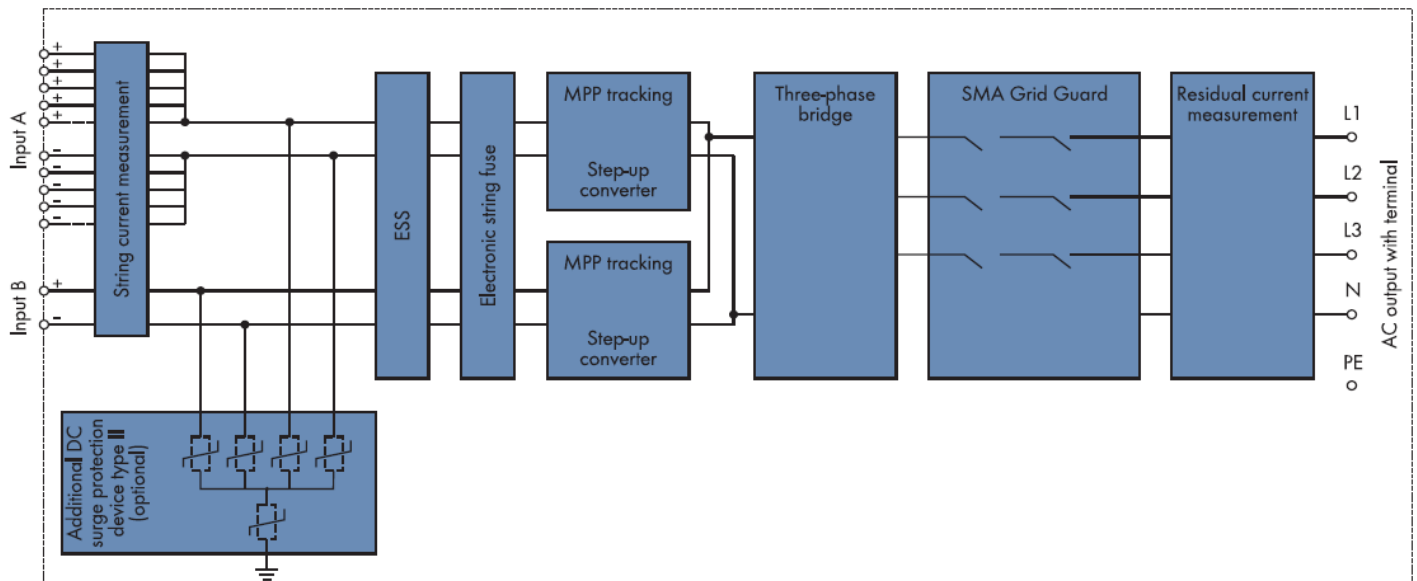 Input A
+
+
+
+
+
-
-
-
-
-
Input B
+
-
String current measurement
ESS
Electronic string fuse
MPP tracking
Step-up
converter
MPP tracking
Step-up
converter
Three-phase
bridge
SMA Grid Guard
Residual current
measurement
L1
L2
L3
N
PE
AC output with terminal
Additional DC
surge protection
device type II
(optional)